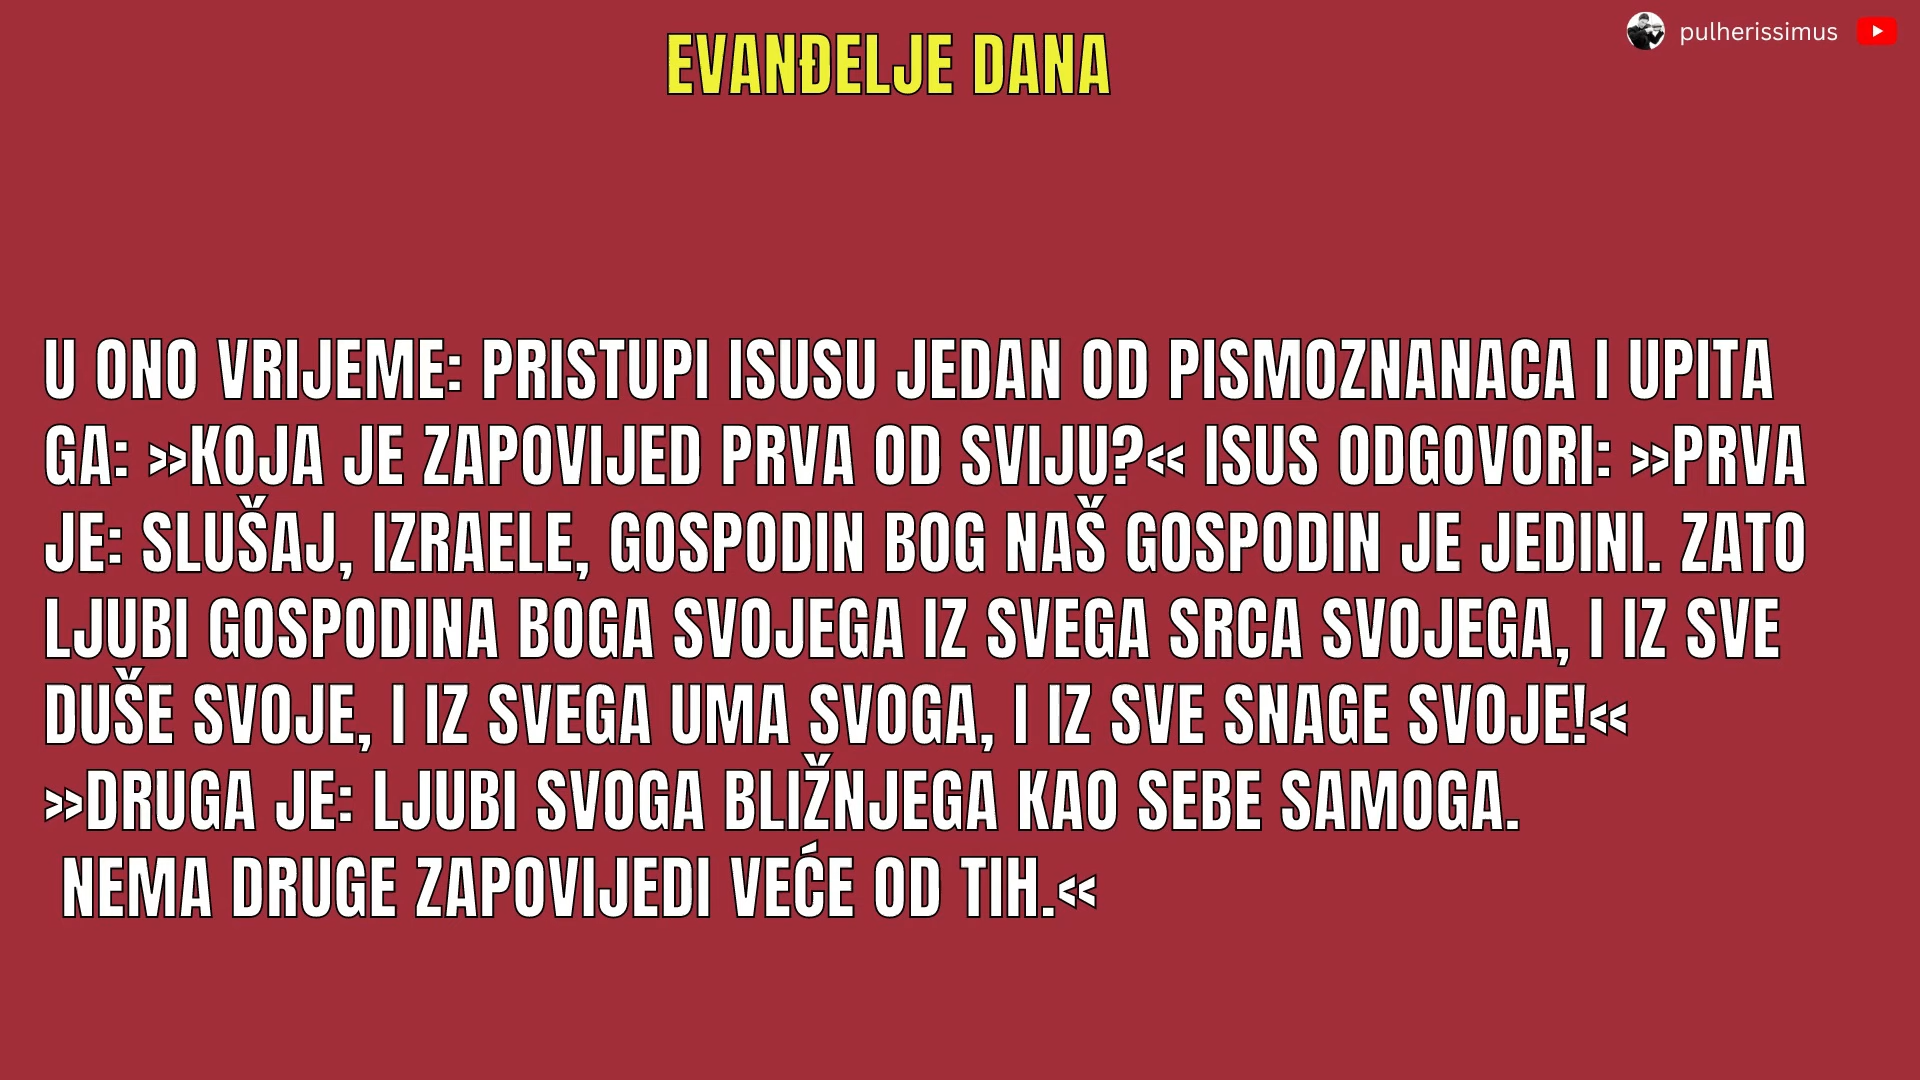 EVANĐELJE DANA
pulherissimus
U ONO VRIJEME: PRISTUPI ISUSU JEDAN OD PISMOZNANACA I UPITA
GA: »KOJA JE ZAPOVIJED PRVA OD SVIJU?« ISUS ODGOVORI: »PRVA
JE: SLUŠAJ, IZRAELE, GOSPODIN BOG NAŠ GOSPODIN JE JEDINI. ZATO
LJUBI GOSPODINA BOGA SVOJEGA IZ SVEGA SRCA SVOJEGA, I IZ SVE
DUŠE SVOJE, I IZ SVEGA UMA SVOGA, I IZ SVE SNAGE SVOJE!«
»DRUGA JE: LJUBI SVOGA BLIŽNJEGA KAO SEBE SAMOGA.
NEMA DRUGE ZAPOVIJEDI VEĆE OD TIH.«